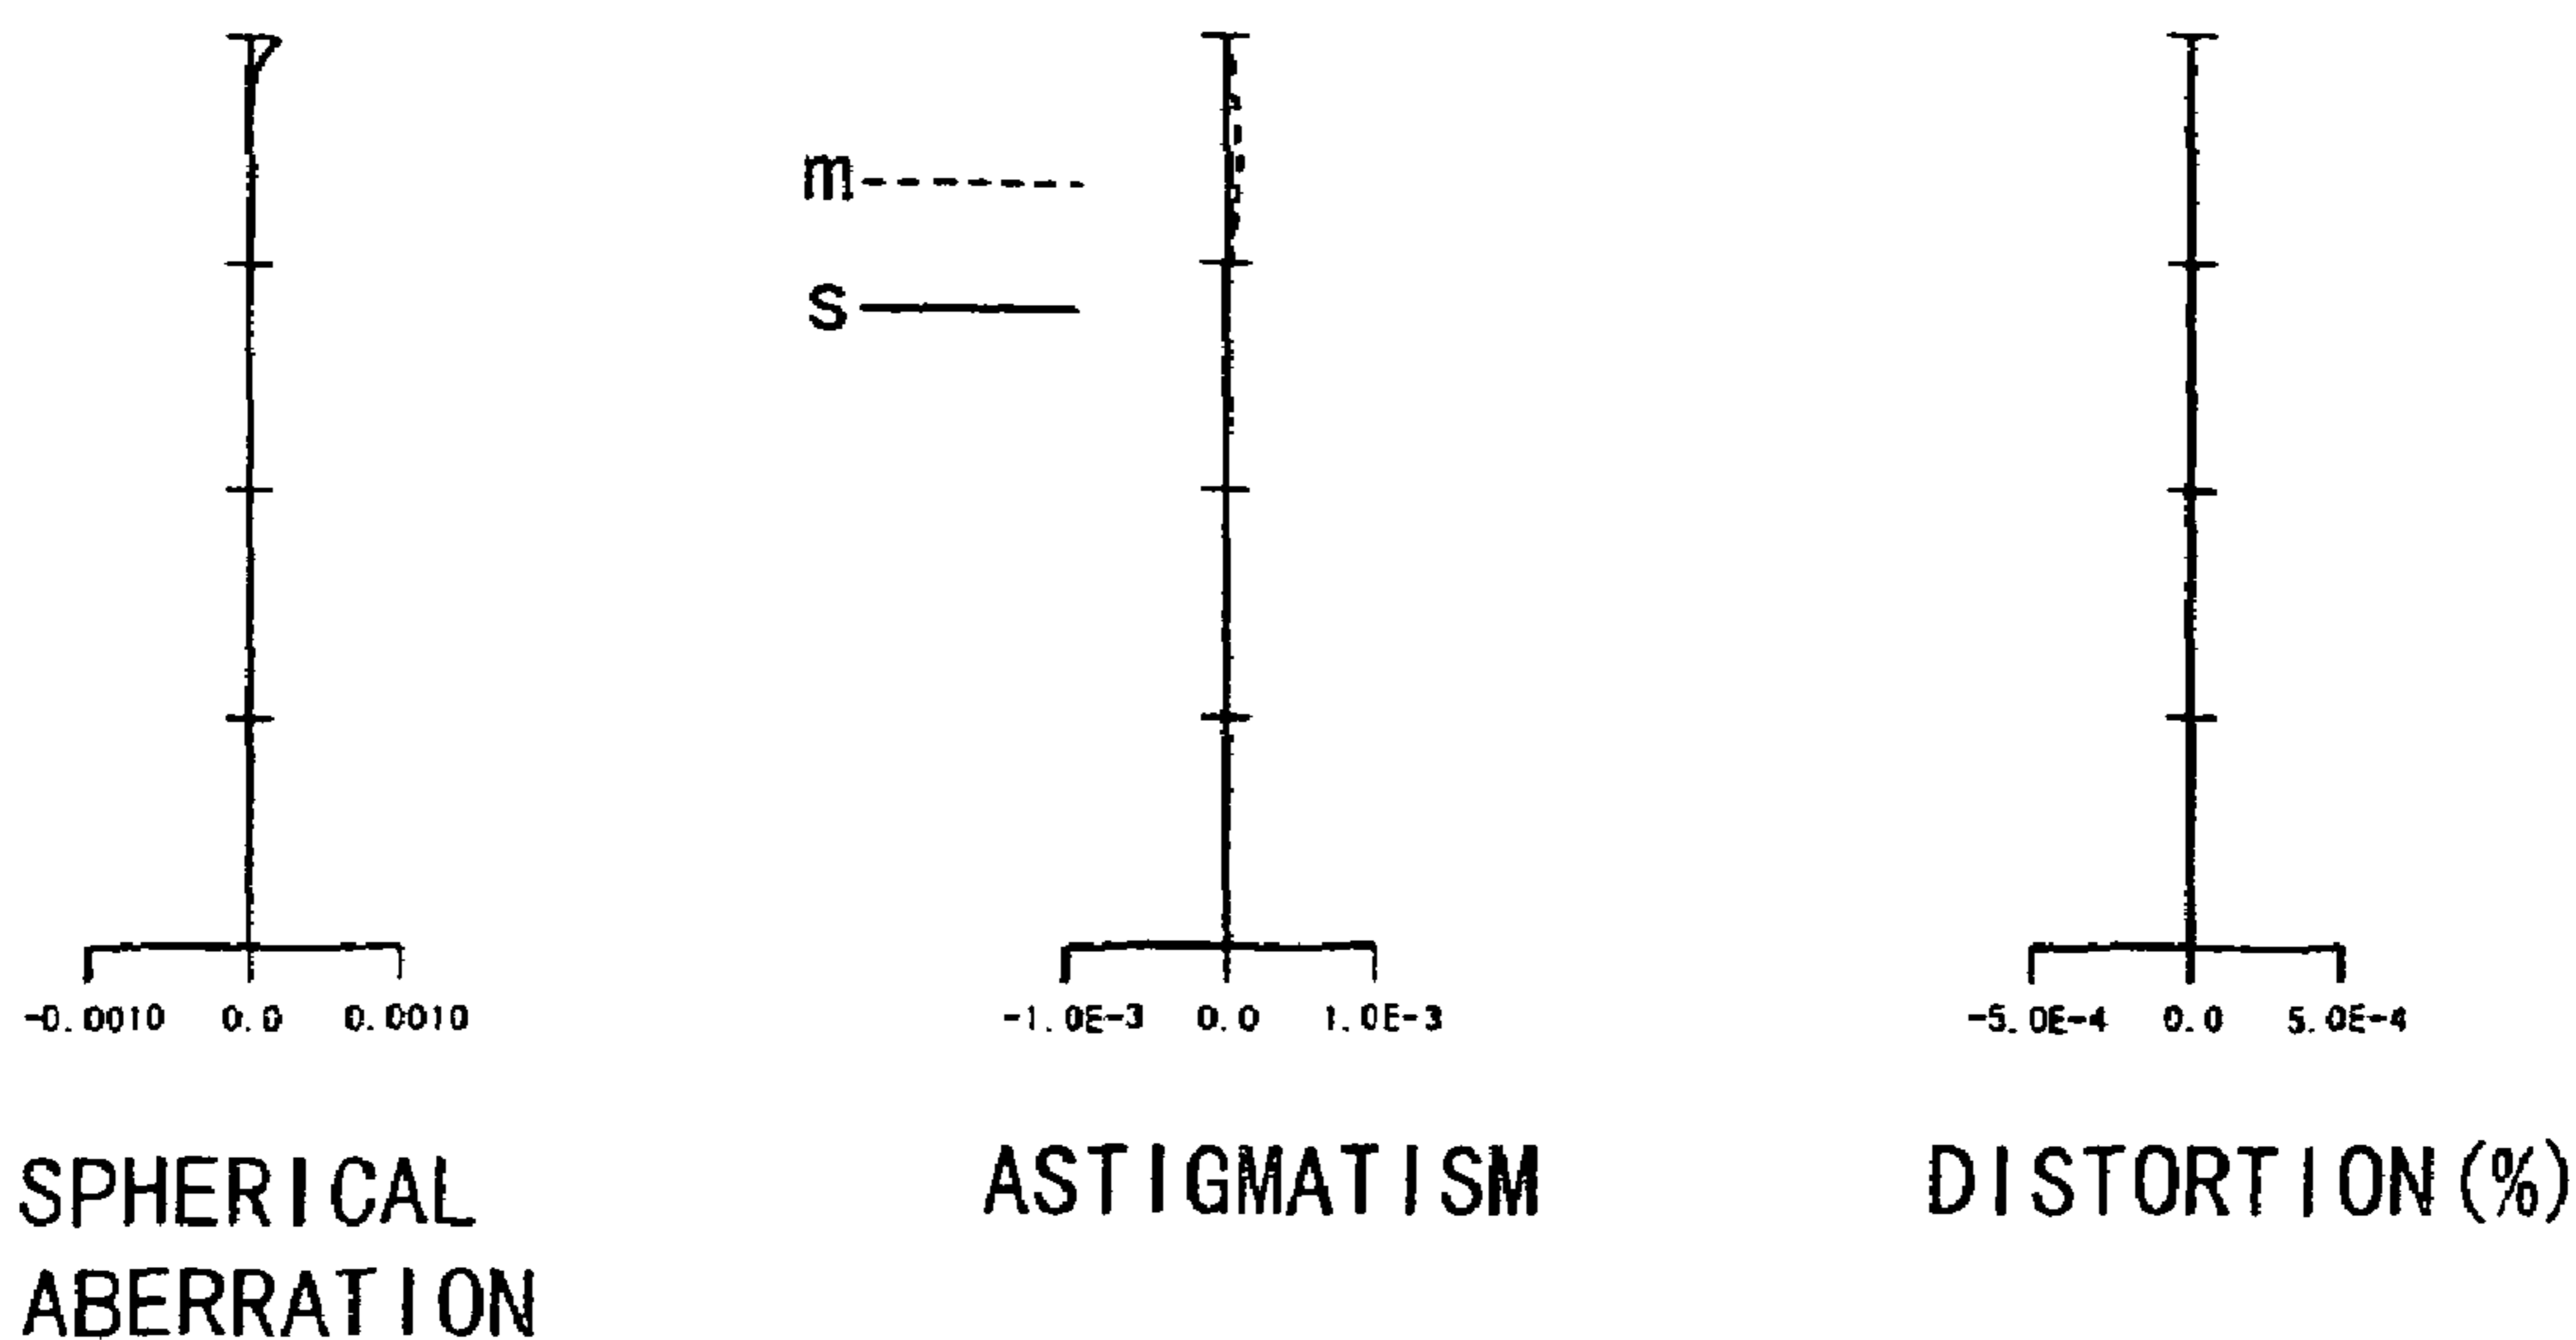 m
s
-0.0010 0.0 0.0010
-1.0E-3 0.0 1.0E-3
-5.0E-4 0.0 5.0E-4
SPHERICAL
ABERRATION
ASTIGMATISM
DISTORTION(%)